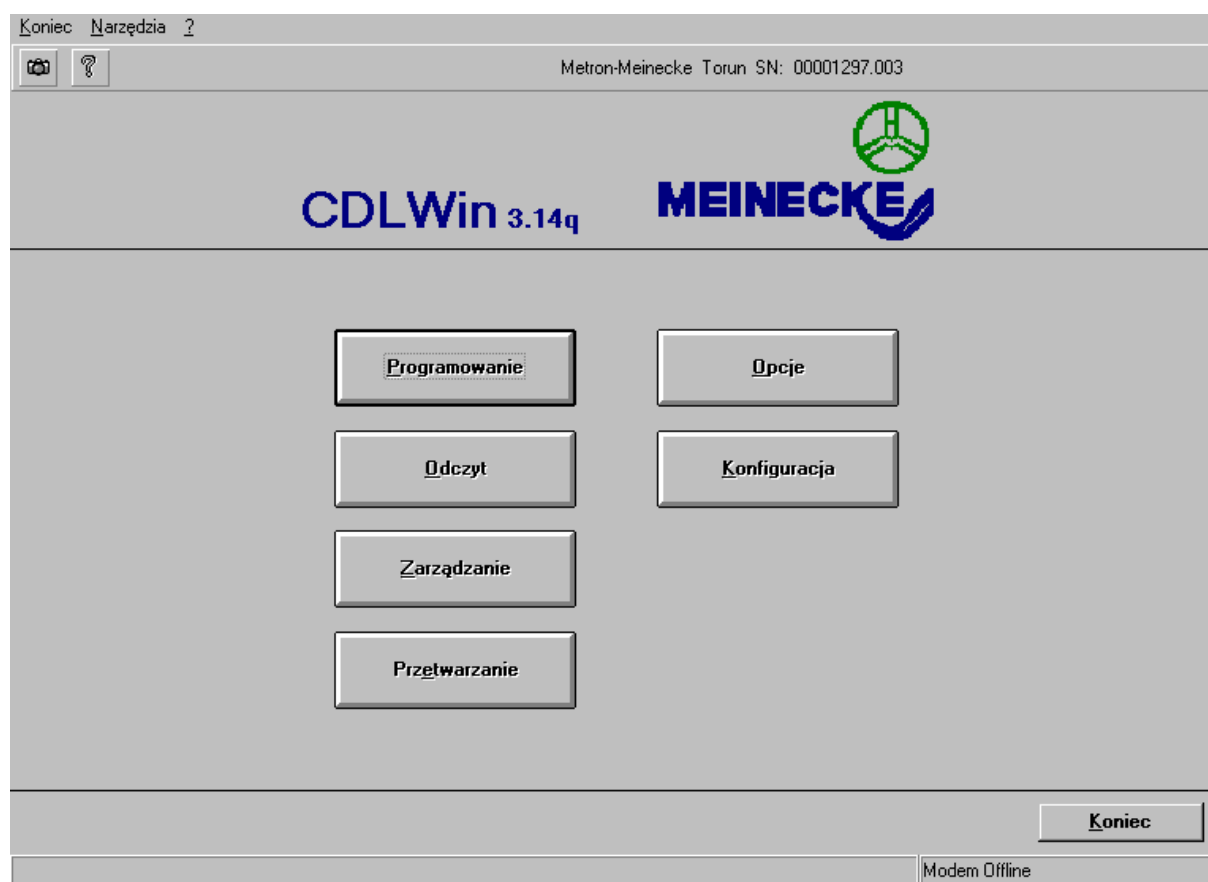 Koniec Narzędzia ?
Metron-Meinecke Torun SN: 00001297.003
CDLWin 3.14q
MEINECKE
Programowanie
Opcje
Odczyt
Konfiguracja
Zarządzanie
Przetwarzanie
Koniec
Modem Offline